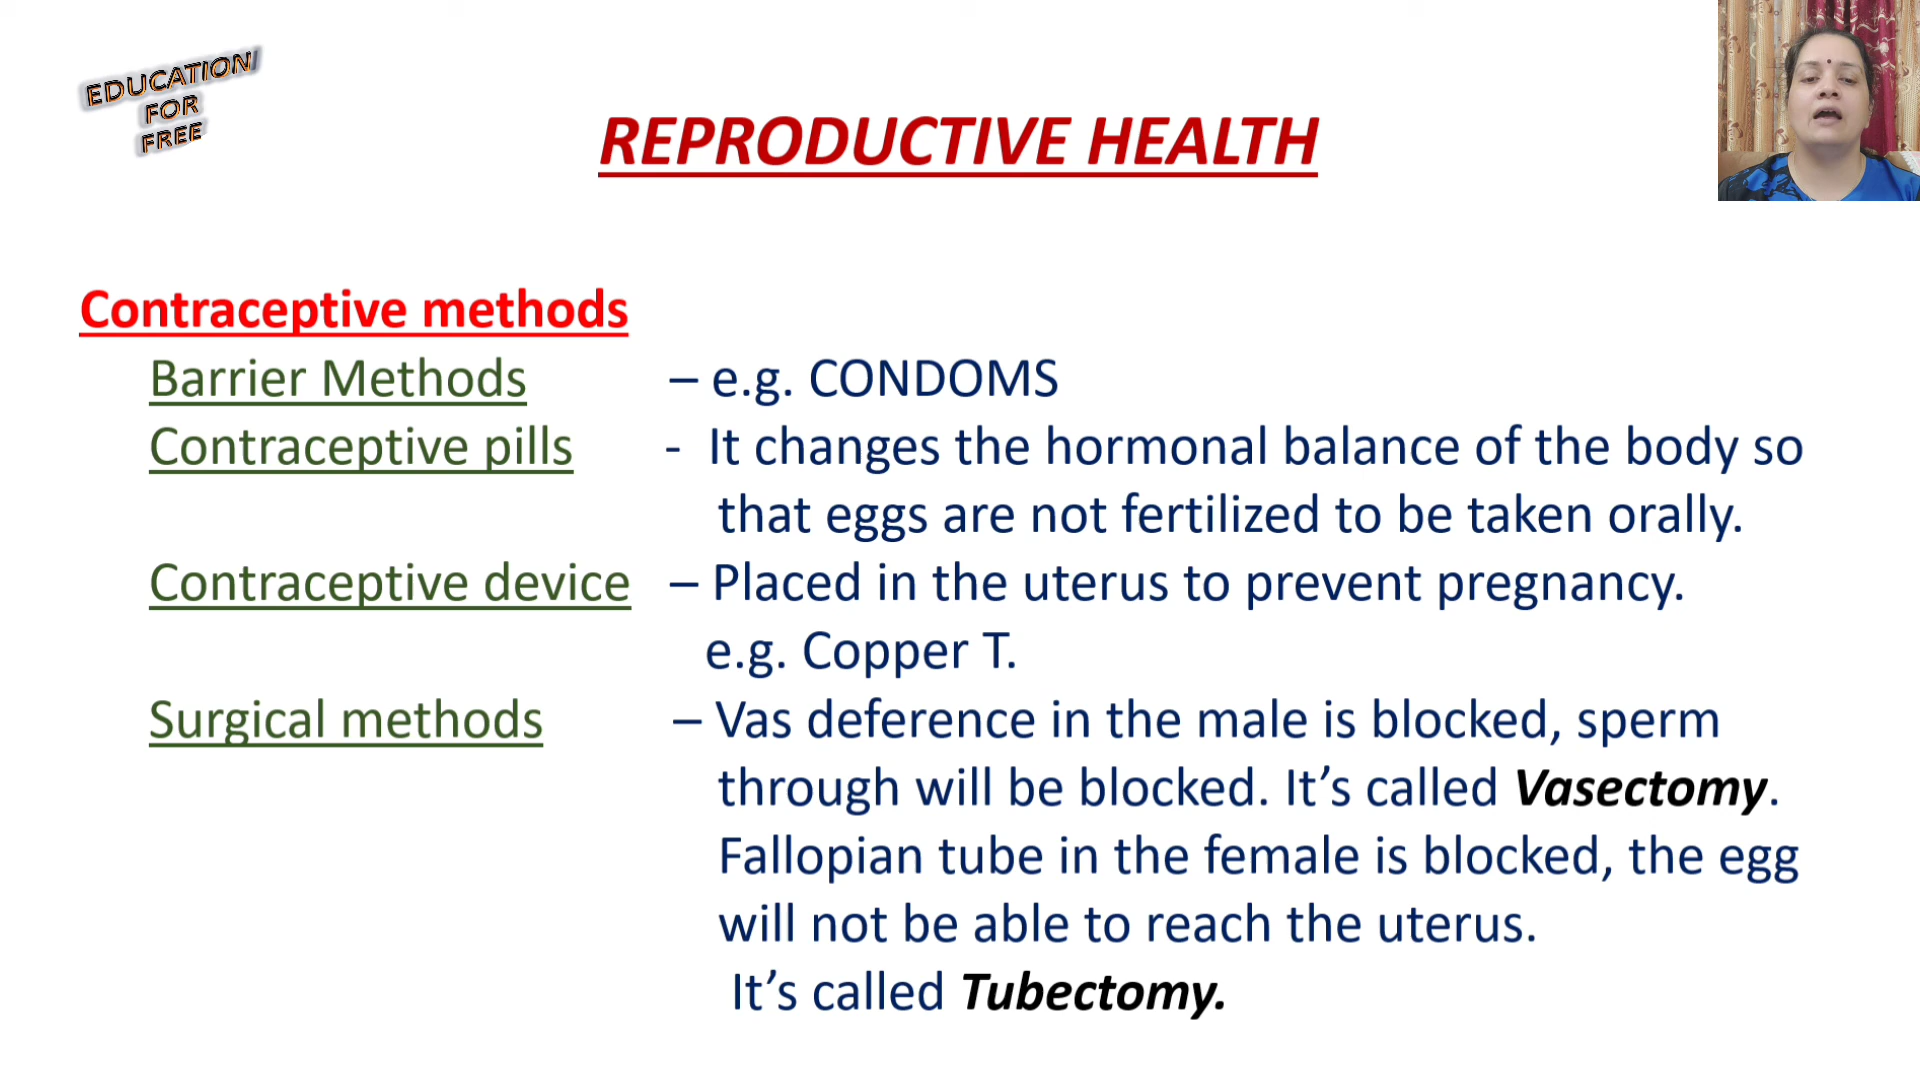 EDUCATION
FOR
FREE
REPRODUCTIVE HEALTH
Contraceptive methods
Barrier Methods – e.g. CONDOMS
Contraceptive pills - It changes the hormonal balance of the body so
that eggs are not fertilized to be taken orally.
Contraceptive device – Placed in the uterus to prevent pregnancy.
e.g. Copper T.
Surgical methods – Vas deference in the male is blocked, sperm
through will be blocked. It’s called Vasectomy.
Fallopian tube in the female is blocked, the egg
will not be able to reach the uterus.
It’s called Tubectomy.